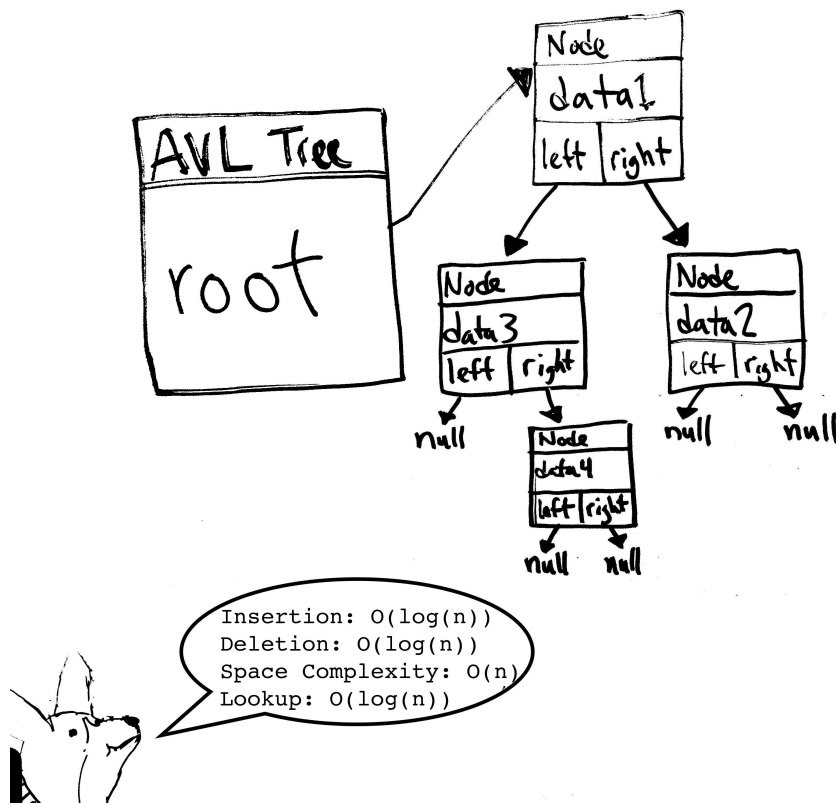 Node
data1
left right
AVL Tree
root
Node
data3
left right
null
Node
data2
left right
null null
Node
data4
left right
null null
Insertion: O(log(n))
Deletion: O(log(n))
Space Complexity: O(n)
Lookup: O(log(n))